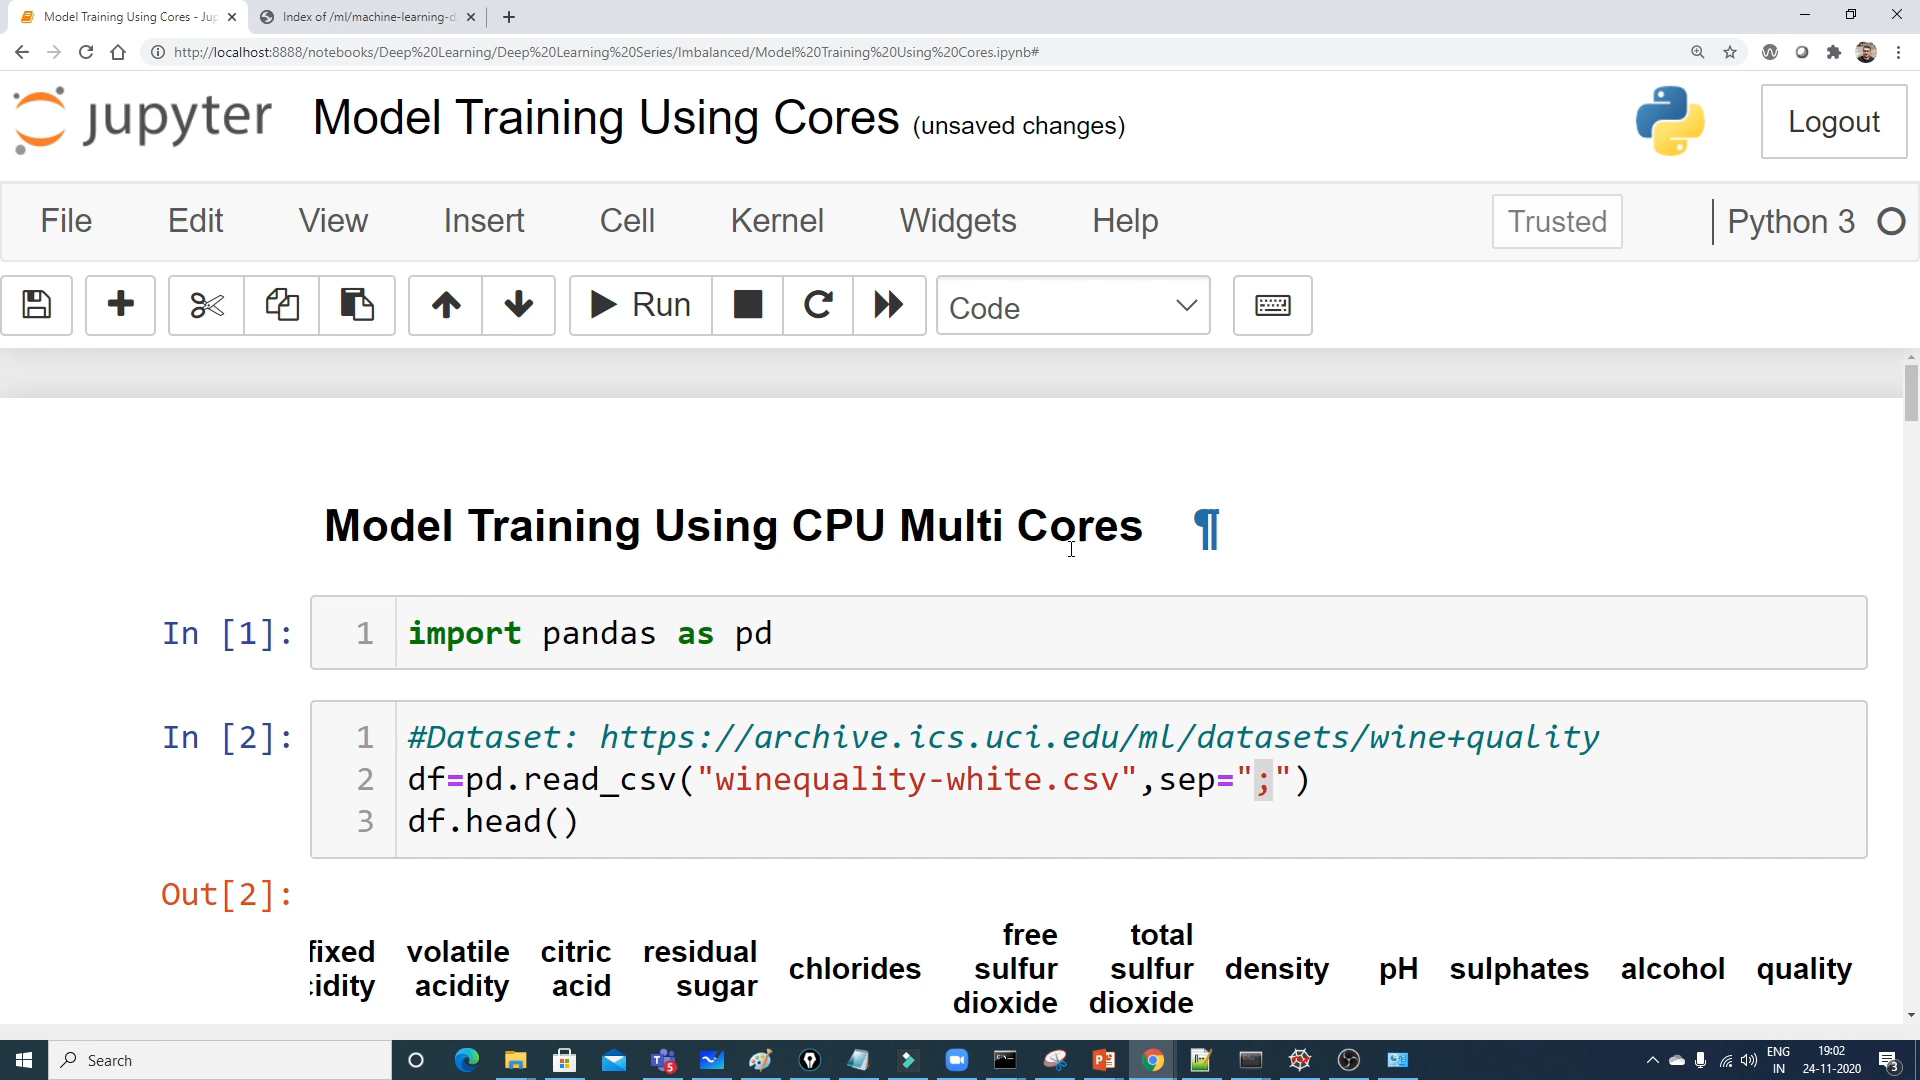 Model Training Using Cores - Jup
Index of /ml/machine-learning-d
http://localhost:8888/notebooks/Deep%20Learning/Deep%20Learning%20Series/Imbalanced/Model%20Training%20Using%20Cores.ipynb#
jupyter Model Training Using Cores (unsaved changes) Logout
File Edit View Insert Cell Kernel Widgets Help Trusted Python 3
Run Code
Model Training Using CPU Multi Cores ¶
In [1]: 1 import pandas as pd
In [2]: 1 #Dataset: https://archive.ics.uci.edu/ml/datasets/wine+quality
2 df=pd.read_csv("winequality-white.csv",sep=";")
3 df.head()
Out[2]:
free total
fixed volatile citric residual
chlorides sulfur sulfur density pH sulphates alcohol quality
cidity acidity acid sugar
dioxide dioxide
Search
5
ENG
IN
19:02
24-11-2020
3